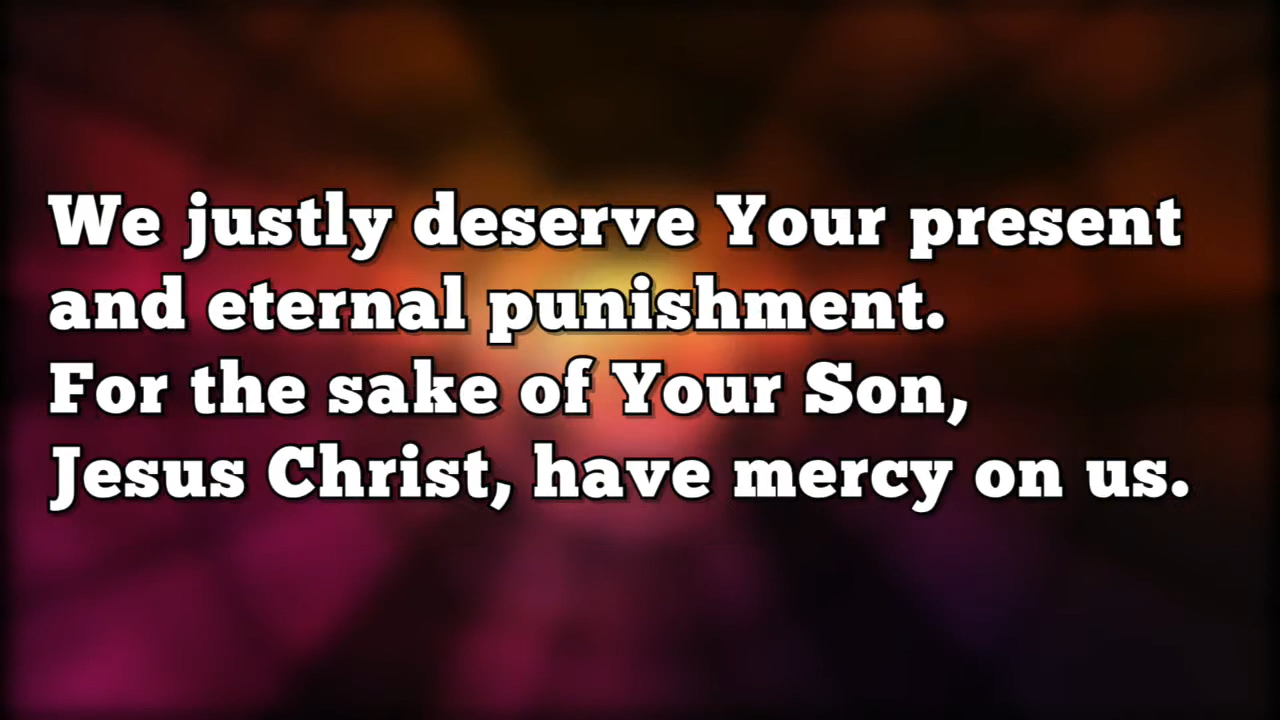 We justly deserve Your present
and eternal punishment.
For the sake of Your Son,
Jesus Christ, have mercy on us.